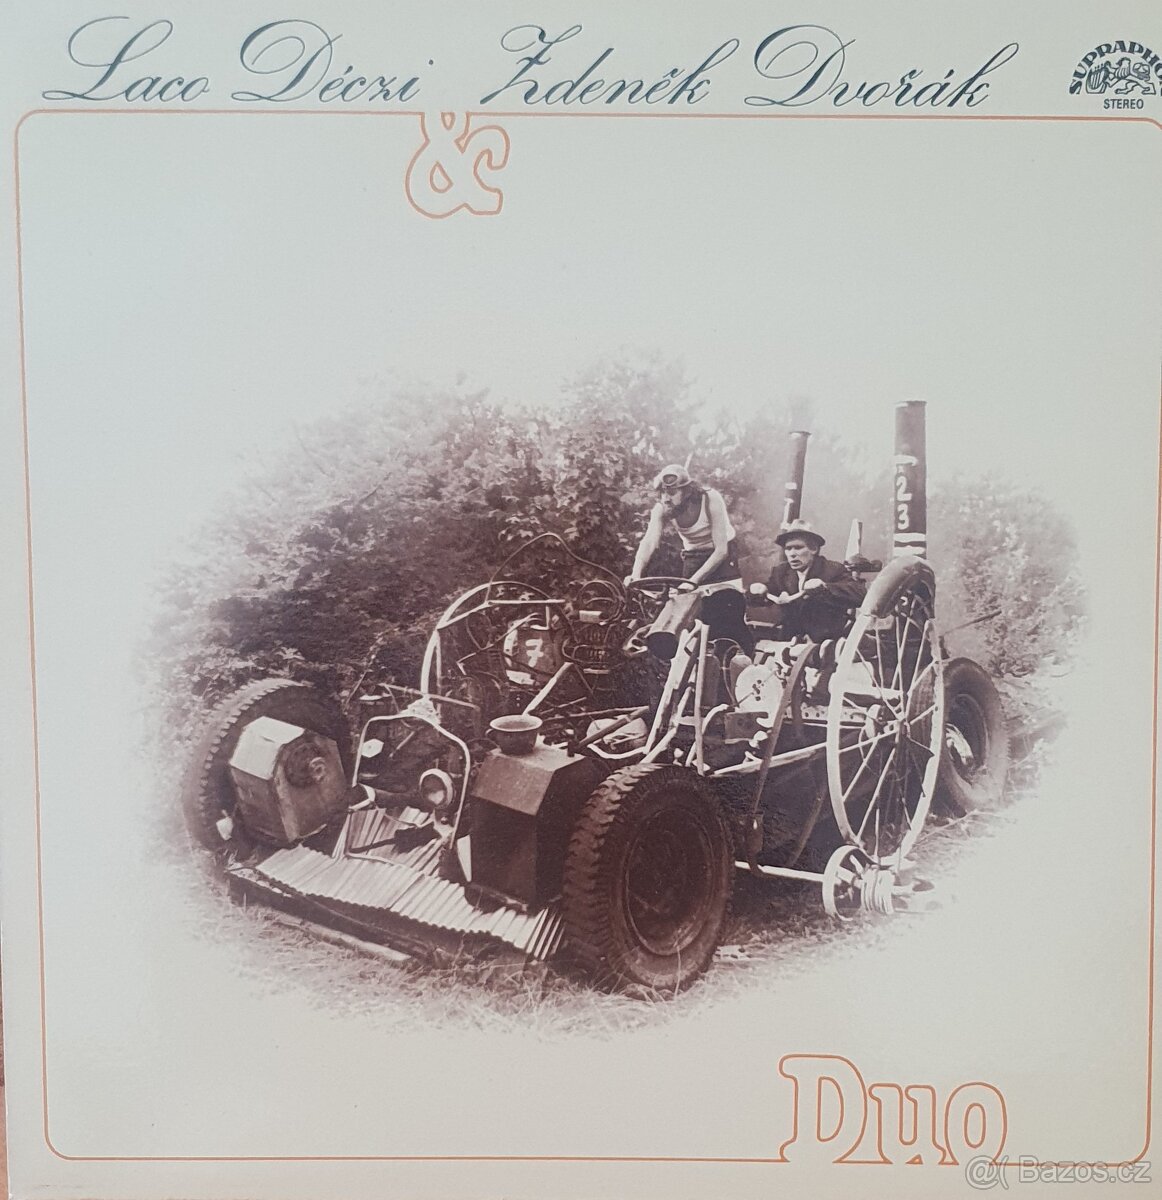 Laco Déczi & Zdeněk Dvořák
SUPRAPHON
STEREO
23
7
Duo
@( Bazos.cz